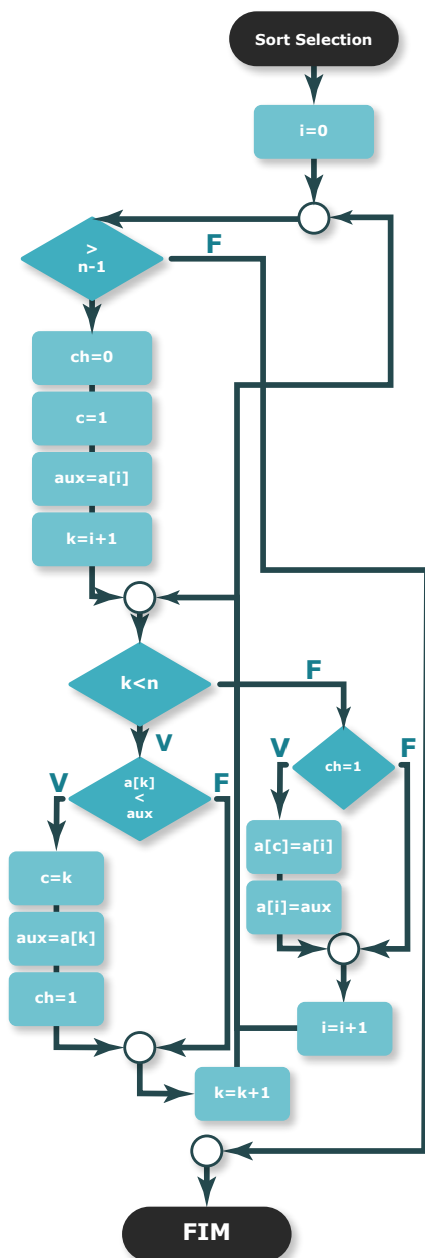 Sort Selection
i=0
>
n-1
F
ch=0
c=1
aux=a[i]
k=i+1
k<n
F
V
a[k]
<
aux
V
F
ch=1
V
F
c=k
aux=a[k]
ch=1
a[c]=a[i]
a[i]=aux
i=i+1
k=k+1
FIM